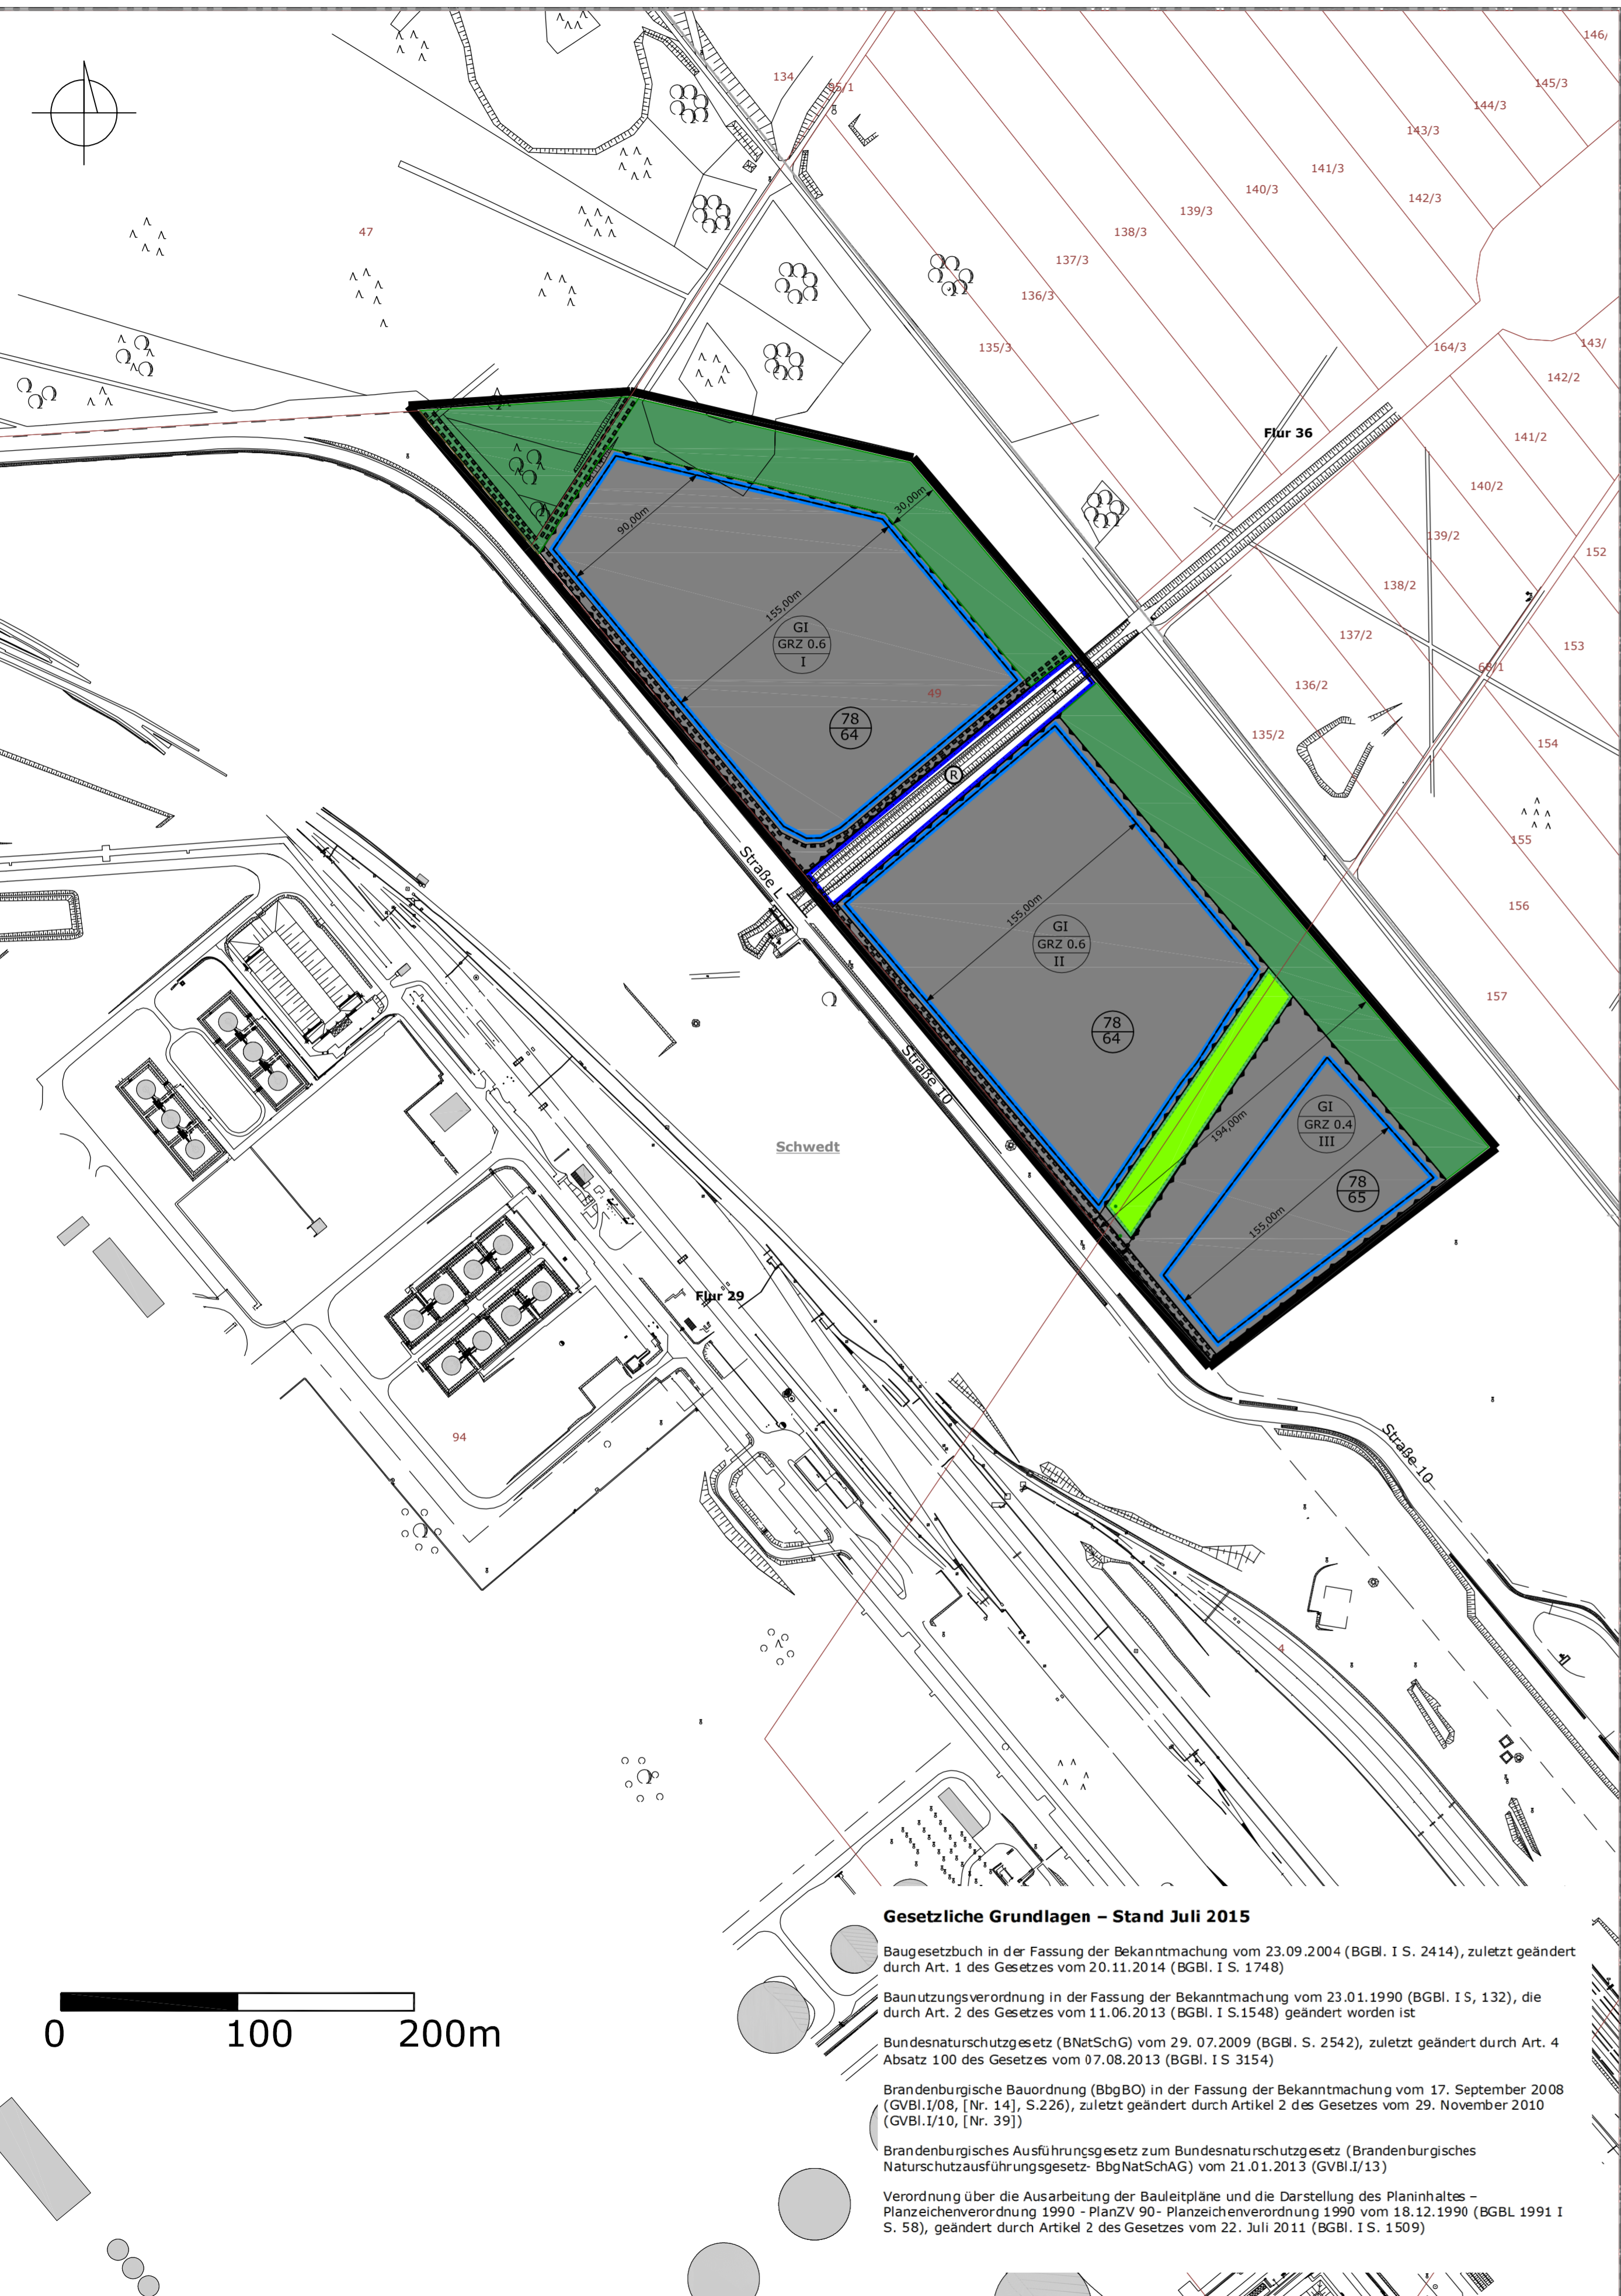 146/
145/3
134
95/1
144/3
143/3
141/3
140/3
142/3
139/3
47
138/3
137/3
136/3
135/3
164/3
143/
142/2
Flur 36
141/2
140/2
30,00m
90,00m
139/2
152
138/2
155,00m
GI
GRZ 0.6
I
137/2
153
68/1
49
136/2
78
64
135/2
154
R
155
Straße L
156
155,00m
GI
GRZ 0.6
II
157
78
64
Straße 10
194,00m
GI
GRZ 0.4
III
Schwedt
78
65
155,00m
Flur 29
94
Straße 10
4
0 100 200m
Gesetzliche Grundlagen – Stand Juli 2015
Baugesetzbuch in der Fassung der Bekanntmachung vom 23.09.2004 (BGBl. I S. 2414), zuletzt geändert
durch Art. 1 des Gesetzes vom 20.11.2014 (BGBl. I S. 1748)
Baunutzungsverordnung in der Fassung der Bekanntmachung vom 23.01.1990 (BGBl. I S, 132), die
durch Art. 2 des Gesetzes vom 11.06.2013 (BGBl. I S.1548) geändert worden ist
Bundesnaturschutzgesetz (BNatSchG) vom 29. 07.2009 (BGBl. S. 2542), zuletzt geändert durch Art. 4
Absatz 100 des Gesetzes vom 07.08.2013 (BGBl. I S 3154)
Brandenburgische Bauordnung (BbgBO) in der Fassung der Bekanntmachung vom 17. September 2008
(GVBl.I/08, [Nr. 14], S.226), zuletzt geändert durch Artikel 2 des Gesetzes vom 29. November 2010
(GVBl.I/10, [Nr. 39])
Brandenburgisches Ausführungsgesetz zum Bundesnaturschutzgesetz (Brandenburgisches
Naturschutzausführungsgesetz- BbgNatSchAG) vom 21.01.2013 (GVBl.I/13)
Verordnung über die Ausarbeitung der Bauleitpläne und die Darstellung des Planinhaltes –
Planzeichenverordnung 1990 - PlanZV 90- Planzeichenverordnung 1990 vom 18.12.1990 (BGBL 1991 I
S. 58), geändert durch Artikel 2 des Gesetzes vom 22. Juli 2011 (BGBl. I S. 1509)